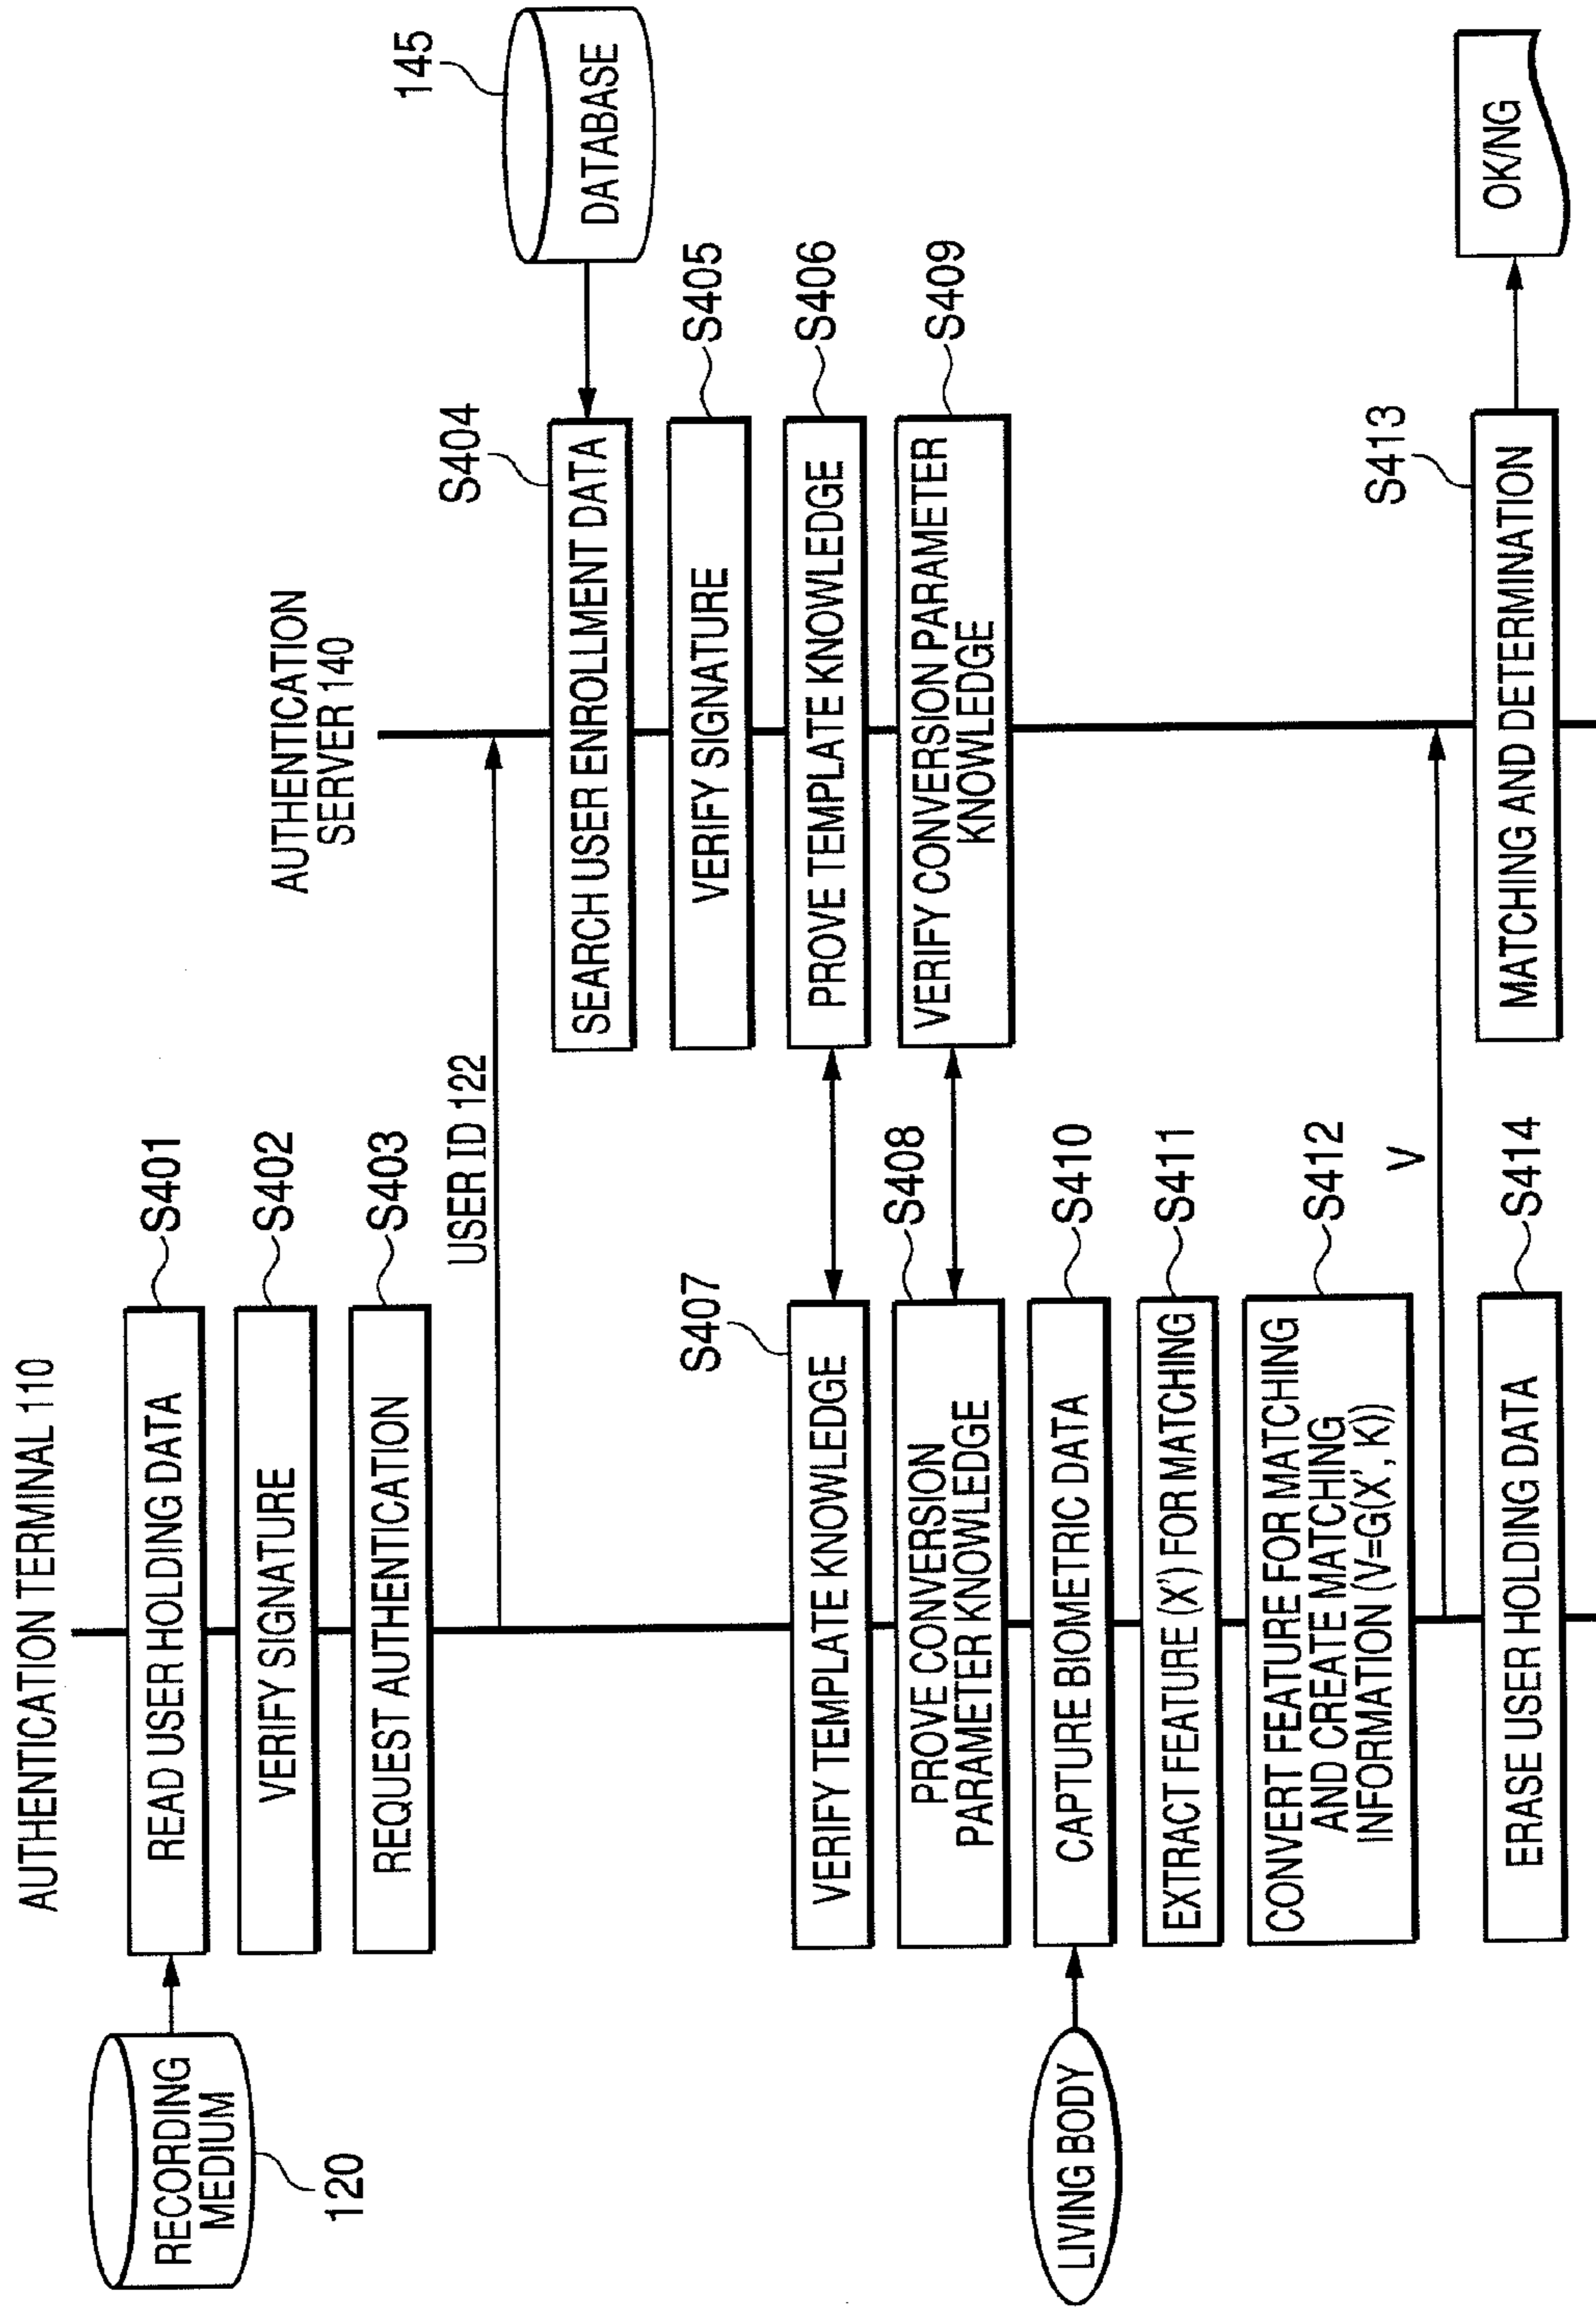 AUTHENTICATION TERMINAL 110
AUTHENTICATION
SERVER 140
RECORDING
MEDIUM
120
READ USER HOLDING DATA
S401
VERIFY SIGNATURE
S402
REQUEST AUTHENTICATION
S403
USER ID 122
145
DATABASE
SEARCH USER ENROLLMENT DATA
S404
VERIFY SIGNATURE
S405
PROVE TEMPLATE KNOWLEDGE
S406
VERIFY TEMPLATE KNOWLEDGE
S407
PROVE CONVERSION
PARAMETER KNOWLEDGE
S408
VERIFY CONVERSION PARAMETER
KNOWLEDGE
S409
LIVING BODY
CAPTURE BIOMETRIC DATA
S410
EXTRACT FEATURE (X') FOR MATCHING
S411
CONVERT FEATURE FOR MATCHING
AND CREATE MATCHING
INFORMATION (V=G(X', K))
S412
V
MATCHING AND DETERMINATION
S413
OK/NG
ERASE USER HOLDING DATA
S414